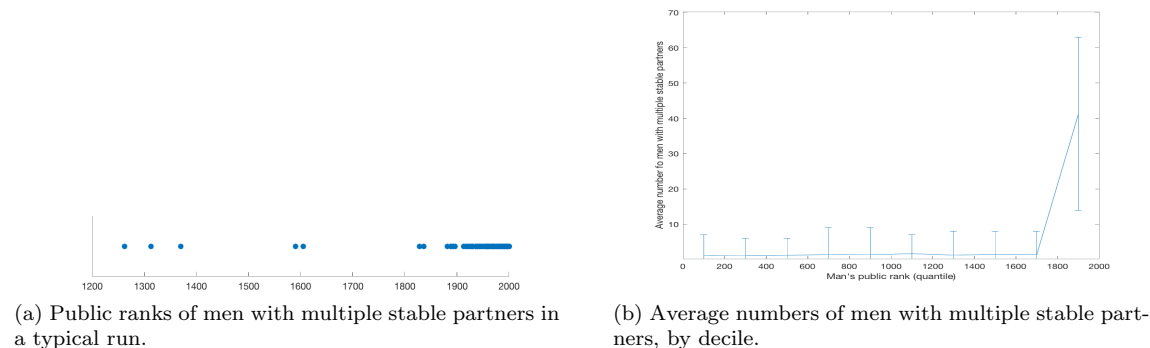 70
60
50
40
30
20
10
Average number fo men with multiple stable partners
0 200 400 600 800 1000 1200 1400 1600 1800 2000
Man's public rank (quantile)
1200 1300 1400 1500 1600 1700 1800 1900 2000
(a) Public ranks of men with multiple stable partners in
a typical run.
(b) Average numbers of men with multiple stable part-
ners, by decile.